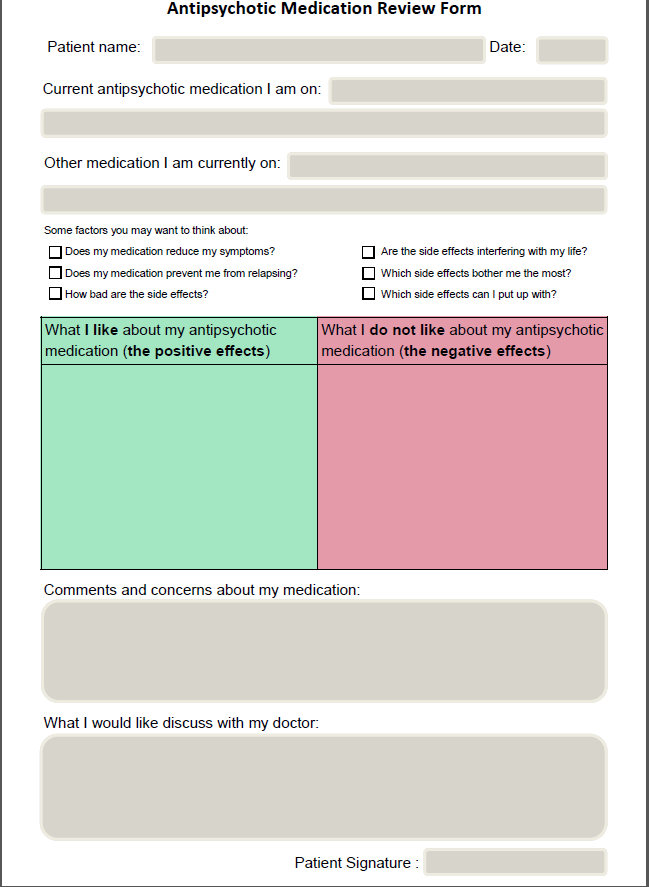 Antipsychotic Medication Review Form
Patient name: Date:
Current antipsychotic medication I am on:
Other medication I am currently on:
Some factors you may want to think about:
Does my medication reduce my symptoms? Are the side effects interfering with my life?
Does my medication prevent me from relapsing? Which side effects bother me the most?
How bad are the side effects? Which side effects can I put up with?
What I like about my antipsychotic
medication (the positive effects)
What I do not like about my antipsychotic
medication (the negative effects)
Comments and concerns about my medication:
What I would like discuss with my doctor:
Patient Signature :